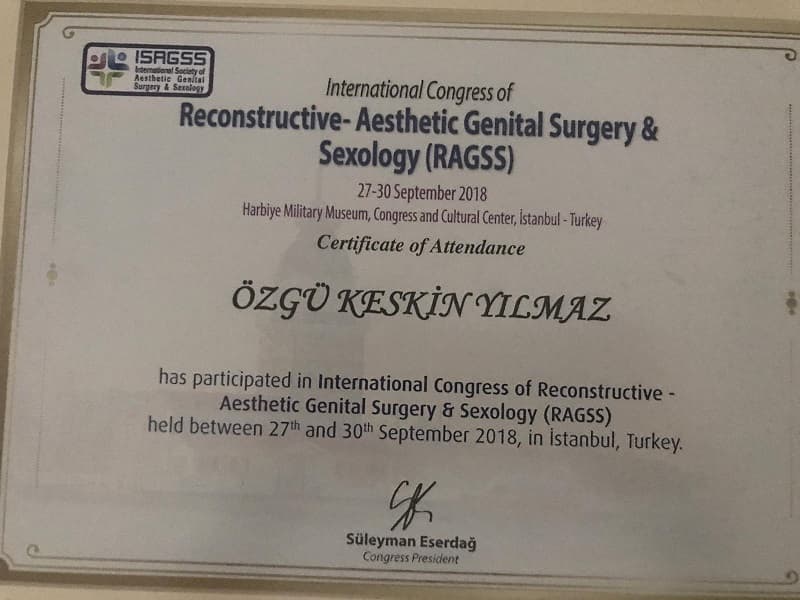 ISAGSS
International Society of
Aesthetic Genital
Surgery & Sexology
International Congress of
Reconstructive- Aesthetic Genital Surgery &
Sexology (RAGSS)
27-30 September 2018
Harbiye Military Museum, Congress and Cultural Center, İstanbul - Turkey
Certificate of Attendance
ÖZGÜ KESKİN YILMAZ
has participated in International Congress of Reconstructive -
Aesthetic Genital Surgery & Sexology (RAGSS)
held between 27th and 30th September 2018, in İstanbul, Turkey.
Süleyman Eserdağ
Congress President